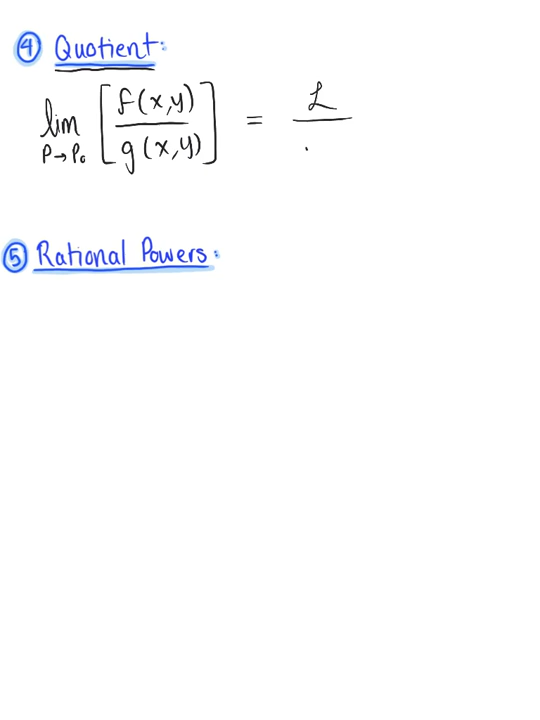 ④ Quotient:
lim P→P₀ [f(x,y) / g(x,y)] = L / .
⑤ Rational Powers: